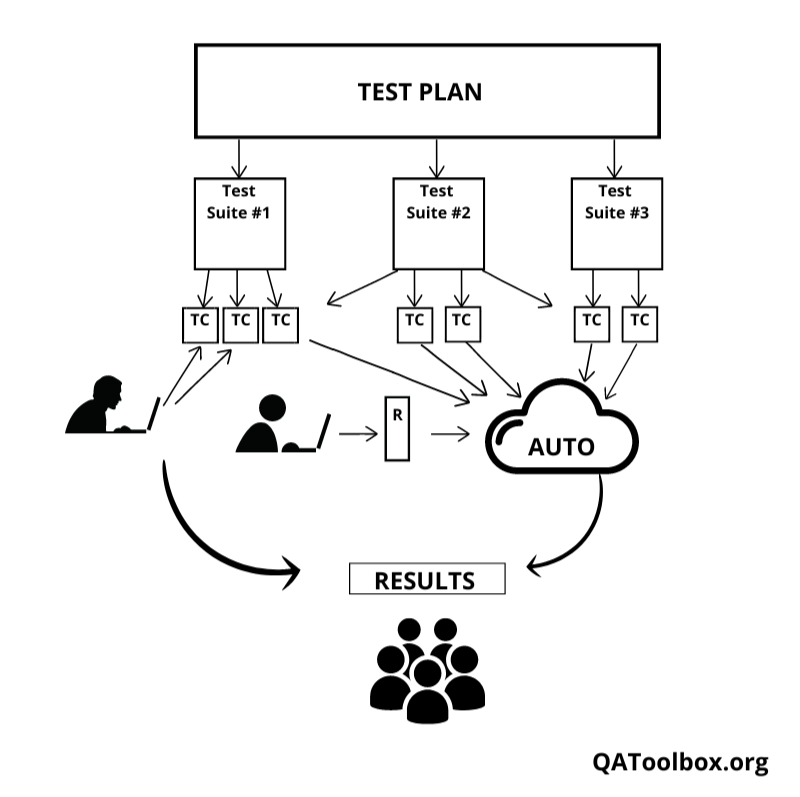 TEST PLAN
Test
Suite #1
Test
Suite #2
Test
Suite #3
TC
TC
TC
TC
TC
TC
TC
R
AUTO
RESULTS
QAToolbox.org